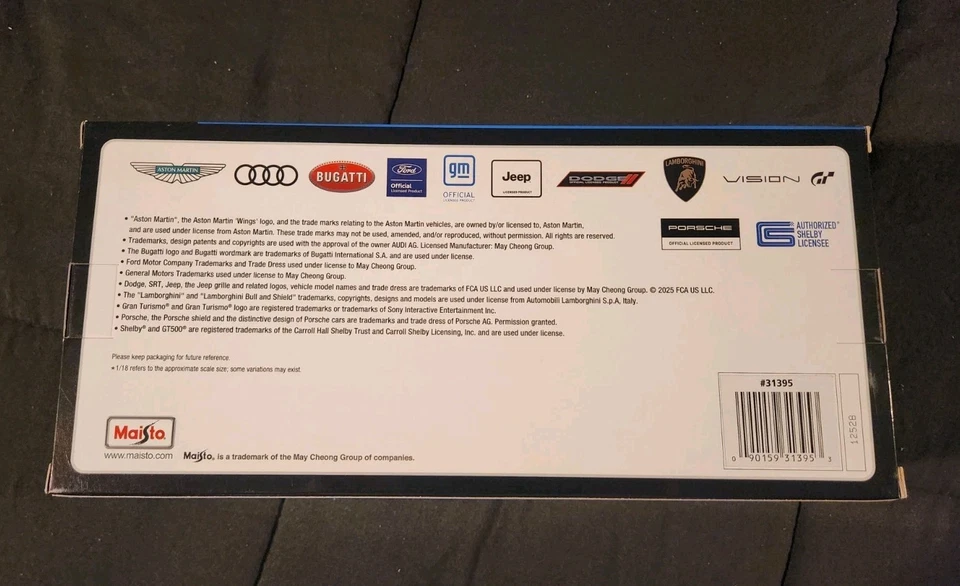 ASTON MARTIN
BUGATTI
Ford
Official
Licensed Product
gm
OFFICIAL
LICENSED PRODUCT
Jeep
LICENSED PRODUCT
DODGE
OFFICIAL LICENSED PRODUCT
LAMBORGHINI
VISION GT
PORSCHE
OFFICIAL LICENSED PRODUCT
AUTHORIZED
SHELBY
LICENSEE
• "Aston Martin", the Aston Martin 'Wings' logo, and the trade marks relating to the Aston Martin vehicles, are owned by/or licensed to, Aston Martin,
and are used under license from Aston Martin. These trade marks may not be used, amended, and/or reproduced, without permission. All rights are reserved.
• Trademarks, design patents and copyrights are used with the approval of the owner AUDI AG. Licensed Manufacturer: May Cheong Group.
• The Bugatti logo and Bugatti wordmark are trademarks of Bugatti International S.A. and are used under license.
• Ford Motor Company Trademarks and Trade Dress used under license to May Cheong Group.
• General Motors Trademarks used under license to May Cheong Group.
• Dodge, SRT, Jeep, the Jeep grille and related logos, vehicle model names and trade dress are trademarks of FCA US LLC and used under license by May Cheong Group. © 2025 FCA US LLC.
• The "Lamborghini" and "Lamborghini Bull and Shield" trademarks, copyrights, designs and models are used under license from Automobili Lamborghini S.p.A, Italy.
• Gran Turismo® and Gran Turismo® logo are registered trademarks or trademarks of Sony Interactive Entertainment Inc.
• Porsche, the Porsche shield and the distinctive design of Porsche cars are trademarks and trade dress of Porsche AG. Permission granted.
• Shelby® and GT500® are registered trademarks of the Carroll Hall Shelby Trust and Carroll Shelby Licensing, Inc. and are used under license.
Please keep packaging for future reference.
*1/18 refers to the approximate scale size; some variations may exist.
#31395
0 90159 31395 3
12528
Maisto
www.maisto.com
Maisto, is a trademark of the May Cheong Group of companies.